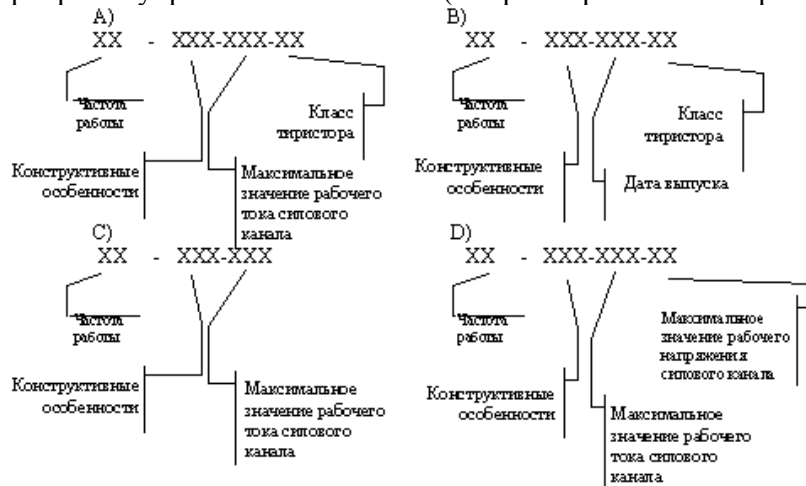 A)
XX - XXX-XXX-XX
Частота
работы
Класс
тиристора
Конструктивные
особенности
Максимальное
значение рабочего
тока силового
канала
B)
XX - XXX-XXX-XX
Частота
работы
Класс
тиристора
Конструктивные
особенности
Дата выпуска
C)
XX - XXX-XXX
Частота
работы
Конструктивные
особенности
Максимальное
значение рабочего
тока силового
канала
D)
XX - XXX-XXX-XX
Частота
работы
Максимальное
значение рабочего
напряжения
силового канала
Конструктивные
особенности
Максимальное
значение рабочего
тока силового
канала